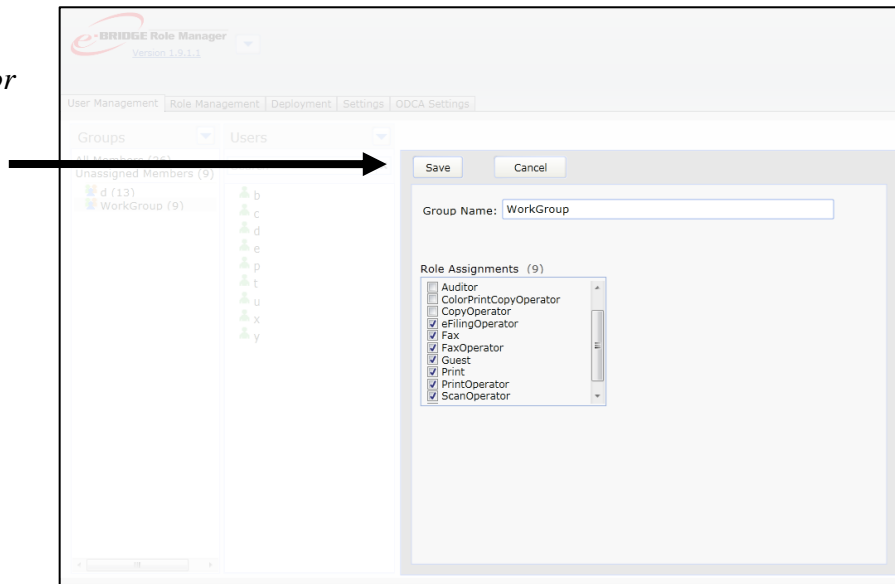 or
e-BRIDGE Role Manager
Version 1.9.1.1
User Management Role Management Deployment Settings ODCA Settings
Groups
All Members (26)
Unassigned Members (9)
d (13)
WorkGroup (9)
Users
b
c
d
e
p
t
u
x
y
Save Cancel
Group Name: WorkGroup
Role Assignments (9)
Auditor
ColorPrintCopyOperator
CopyOperator
eFilingOperator
Fax
FaxOperator
Guest
Print
PrintOperator
ScanOperator